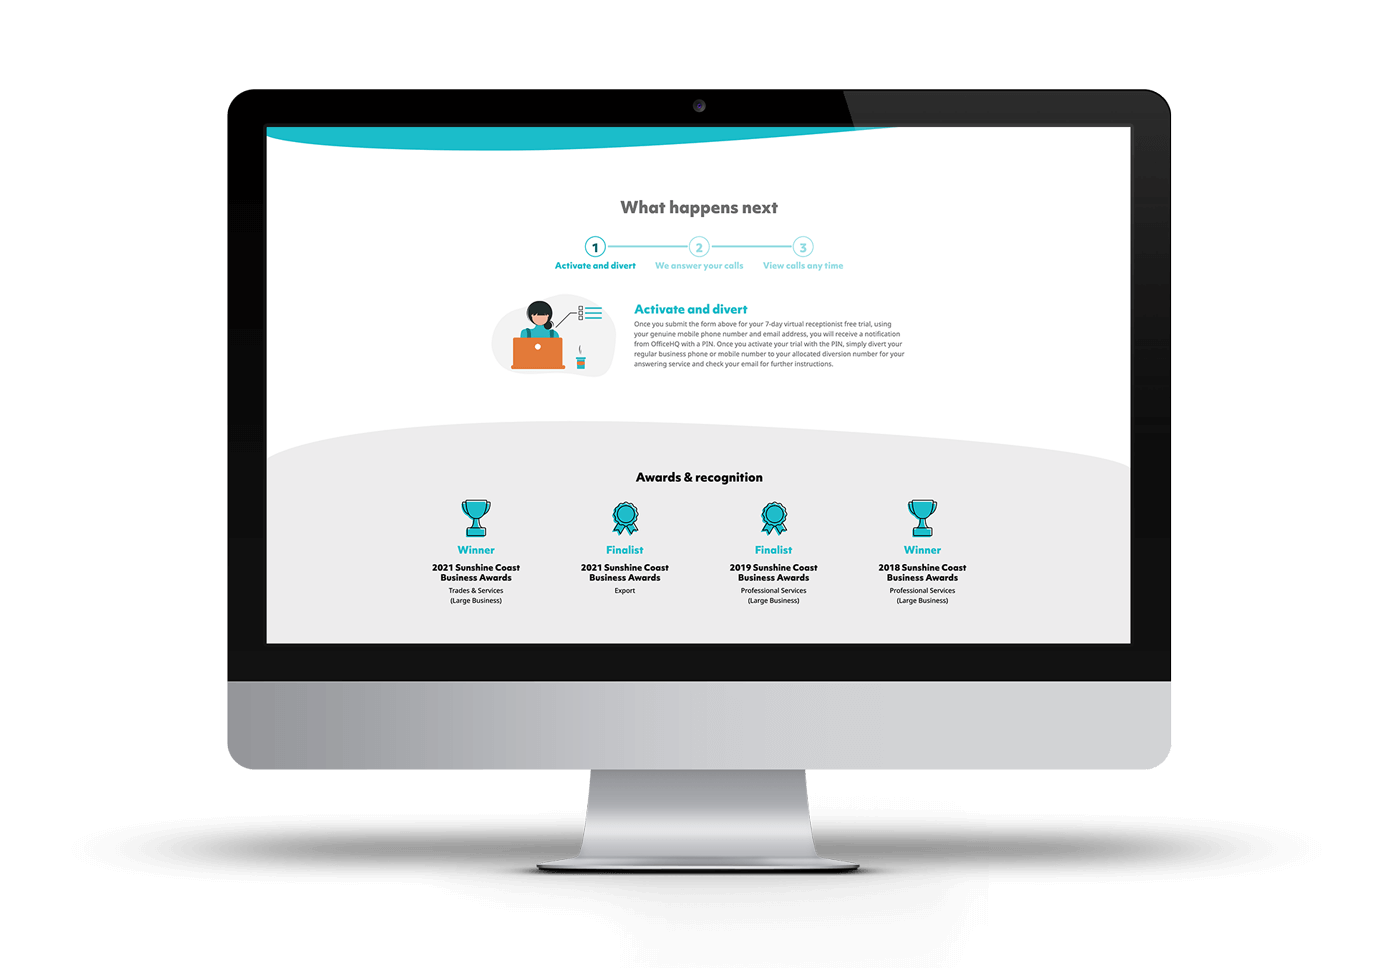 What happens next
1 2 3
Activate and divert We answer your calls View calls any time
Activate and divert
Once you submit the form above for your 7-day virtual receptionist free trial, using
your genuine mobile phone number and email address, you will receive a notification
from OfficeHQ with a PIN. Once you activate your trial with the PIN, simply divert your
regular business phone or mobile number to your allocated diversion number for your
answering service and check your email for further instructions.
Awards & recognition
Winner
2021 Sunshine Coast
Business Awards
Trades & Services
(Large Business)
Finalist
2021 Sunshine Coast
Business Awards
Export
Finalist
2019 Sunshine Coast
Business Awards
Professional Services
(Large Business)
Winner
2018 Sunshine Coast
Business Awards
Professional Services
(Large Business)